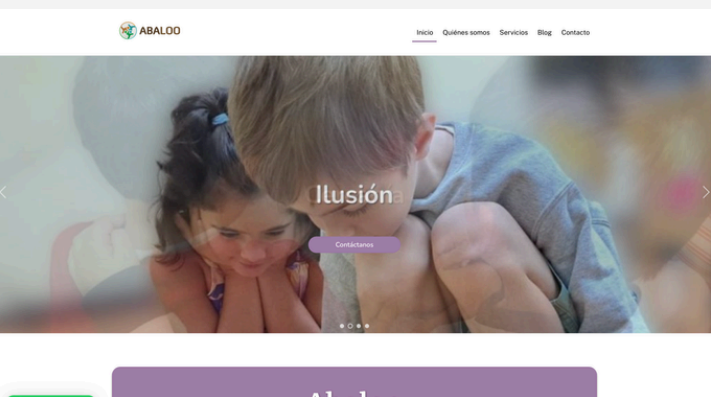 ABALOO
Inicio
Quiénes somos
Servicios
Blog
Contacto
Ilusión
Contáctanos